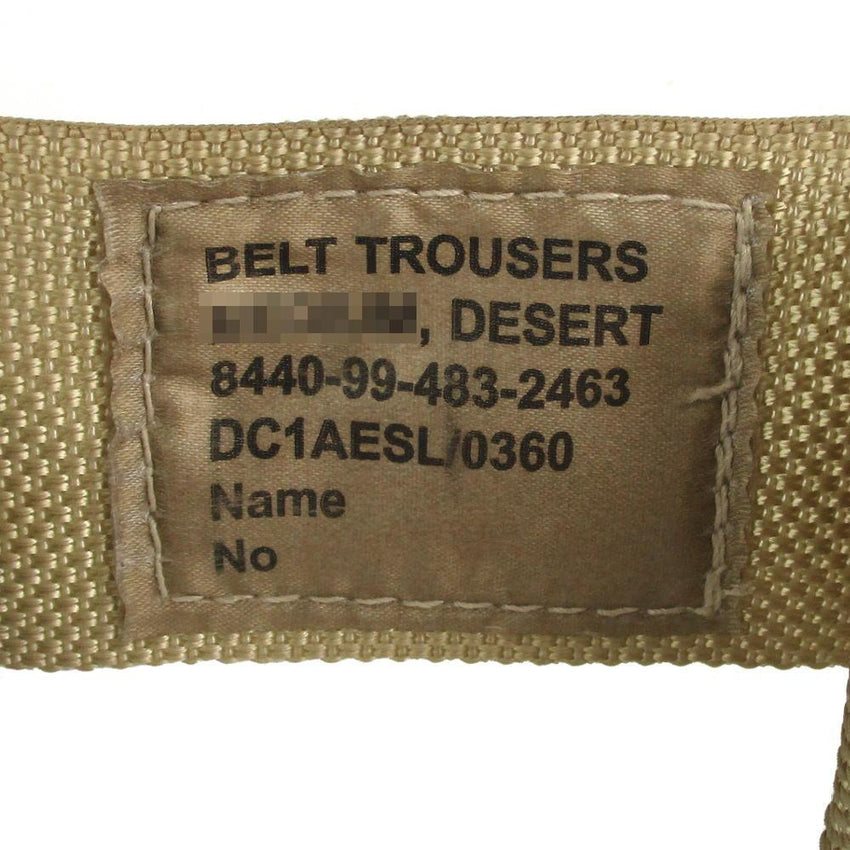 BELT TROUSERS
, DESERT
8440-99-483-2463
DC1AESL/0360
Name
No